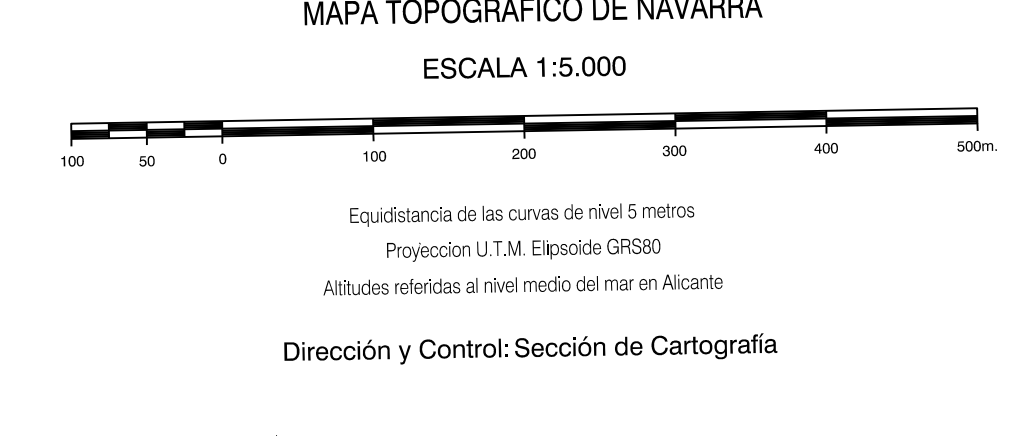 MAPA TOPOGRAFICO DE NAVARRA
ESCALA 1:5.000
100 50 0 100 200 300 400 500m.
Equidistancia de las curvas de nivel 5 metros
Proyeccion U.T.M. Elipsoide GRS80
Altitudes referidas al nivel medio del mar en Alicante
Dirección y Control: Sección de Cartografía